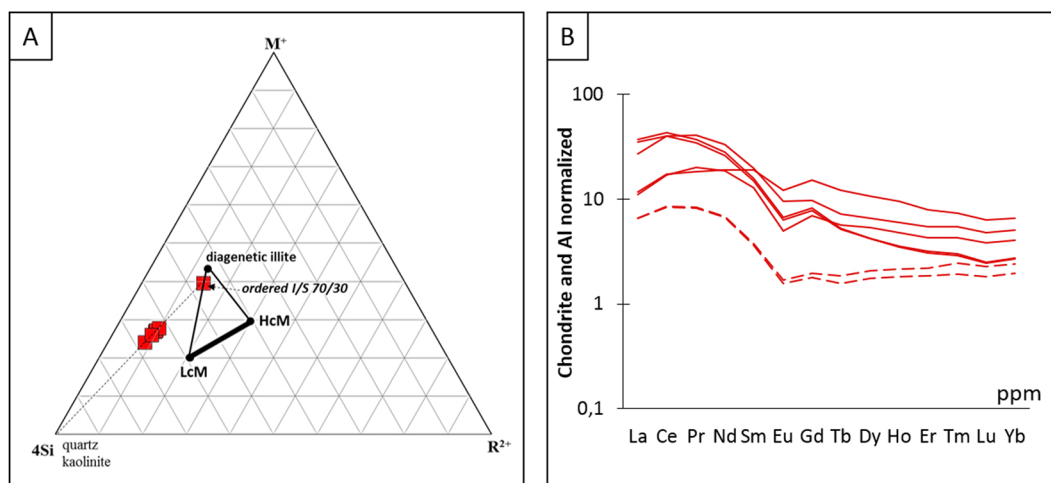 A
M⁺
diagenetic illite
ordered I/S 70/30
HcM
LcM
4Si
quartz
kaolinite
R²⁺
B
Chondrite and Al normalized
100
10
1
0,1
ppm
La Ce Pr Nd Sm Eu Gd Tb Dy Ho Er Tm Lu Yb